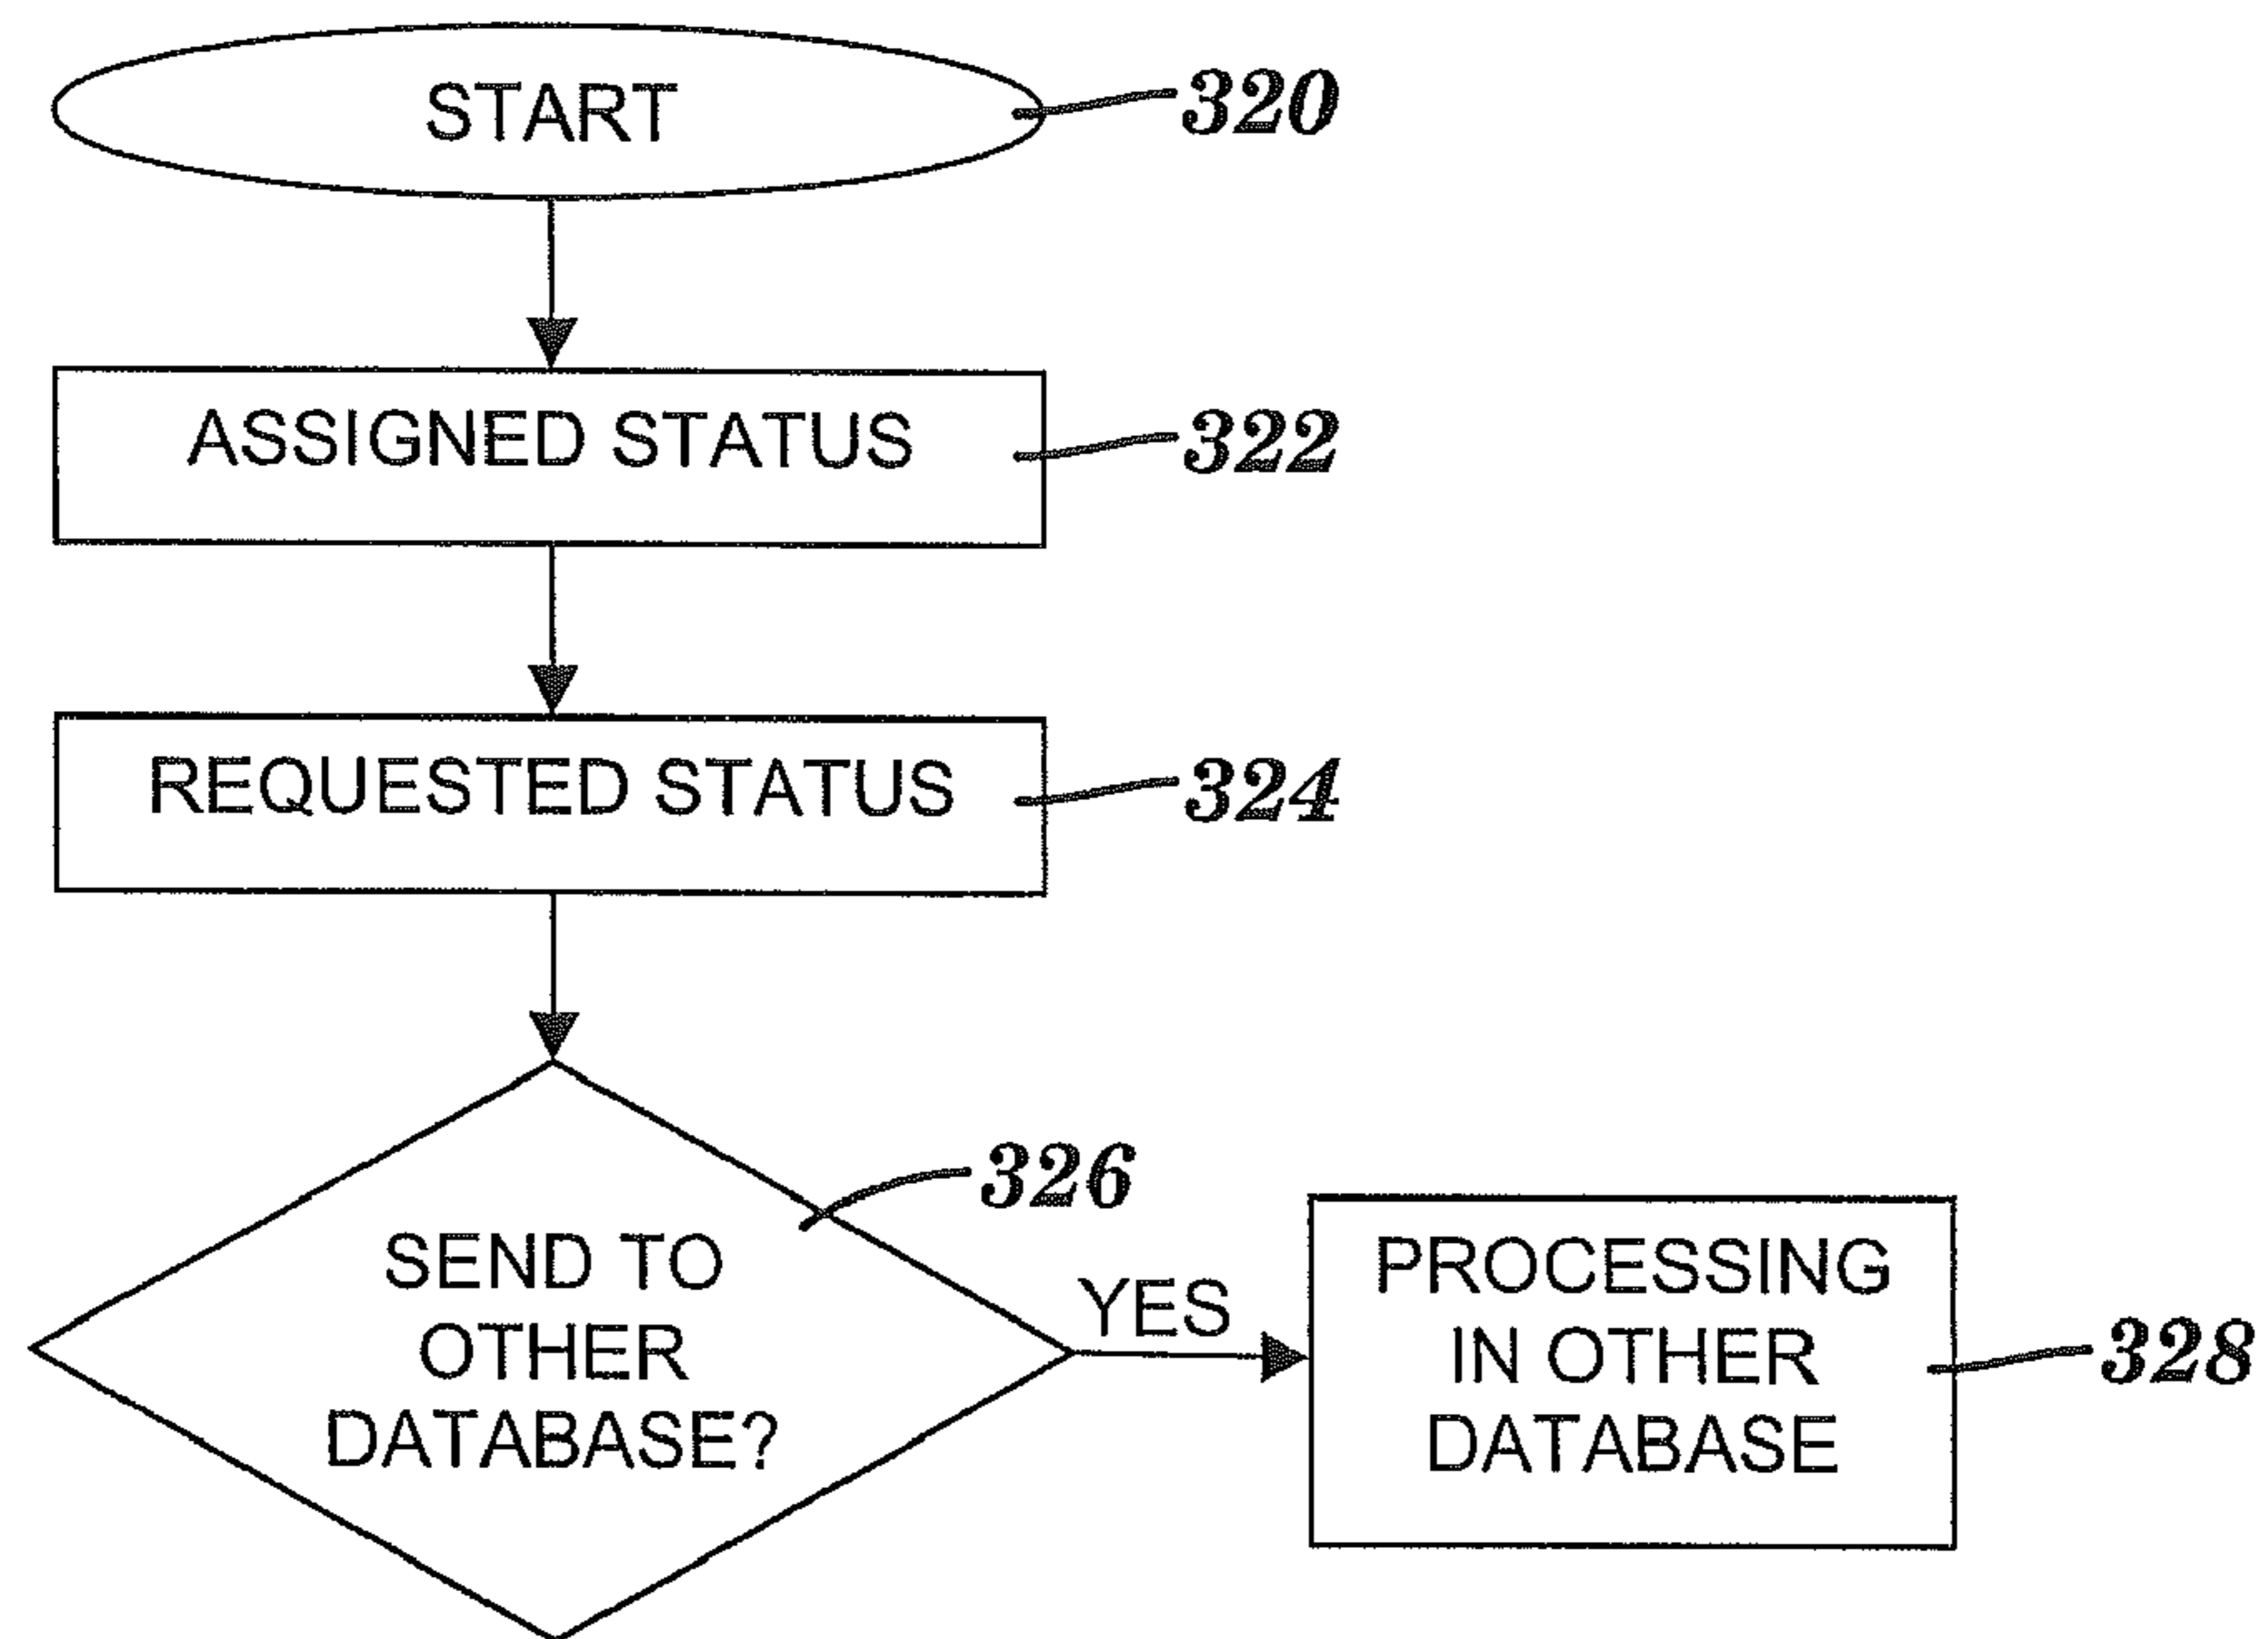 START
320
ASSIGNED STATUS
322
REQUESTED STATUS
324
326
SEND TO
OTHER
DATABASE?
YES
PROCESSING
IN OTHER
DATABASE
328